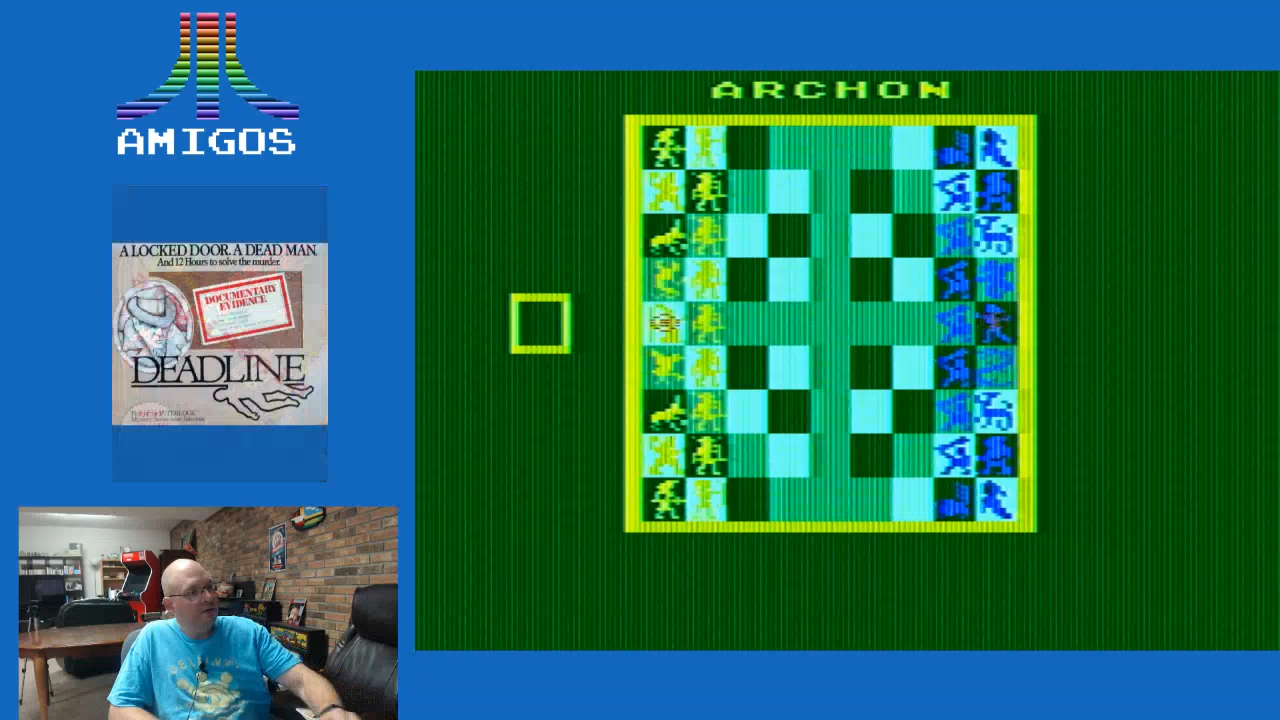 AMIGOS
ARCHON
A LOCKED DOOR. A DEAD MAN.
And 12 Hours to solve the murder.
DOCUMENTARY
EVIDENCE
DEADLINE